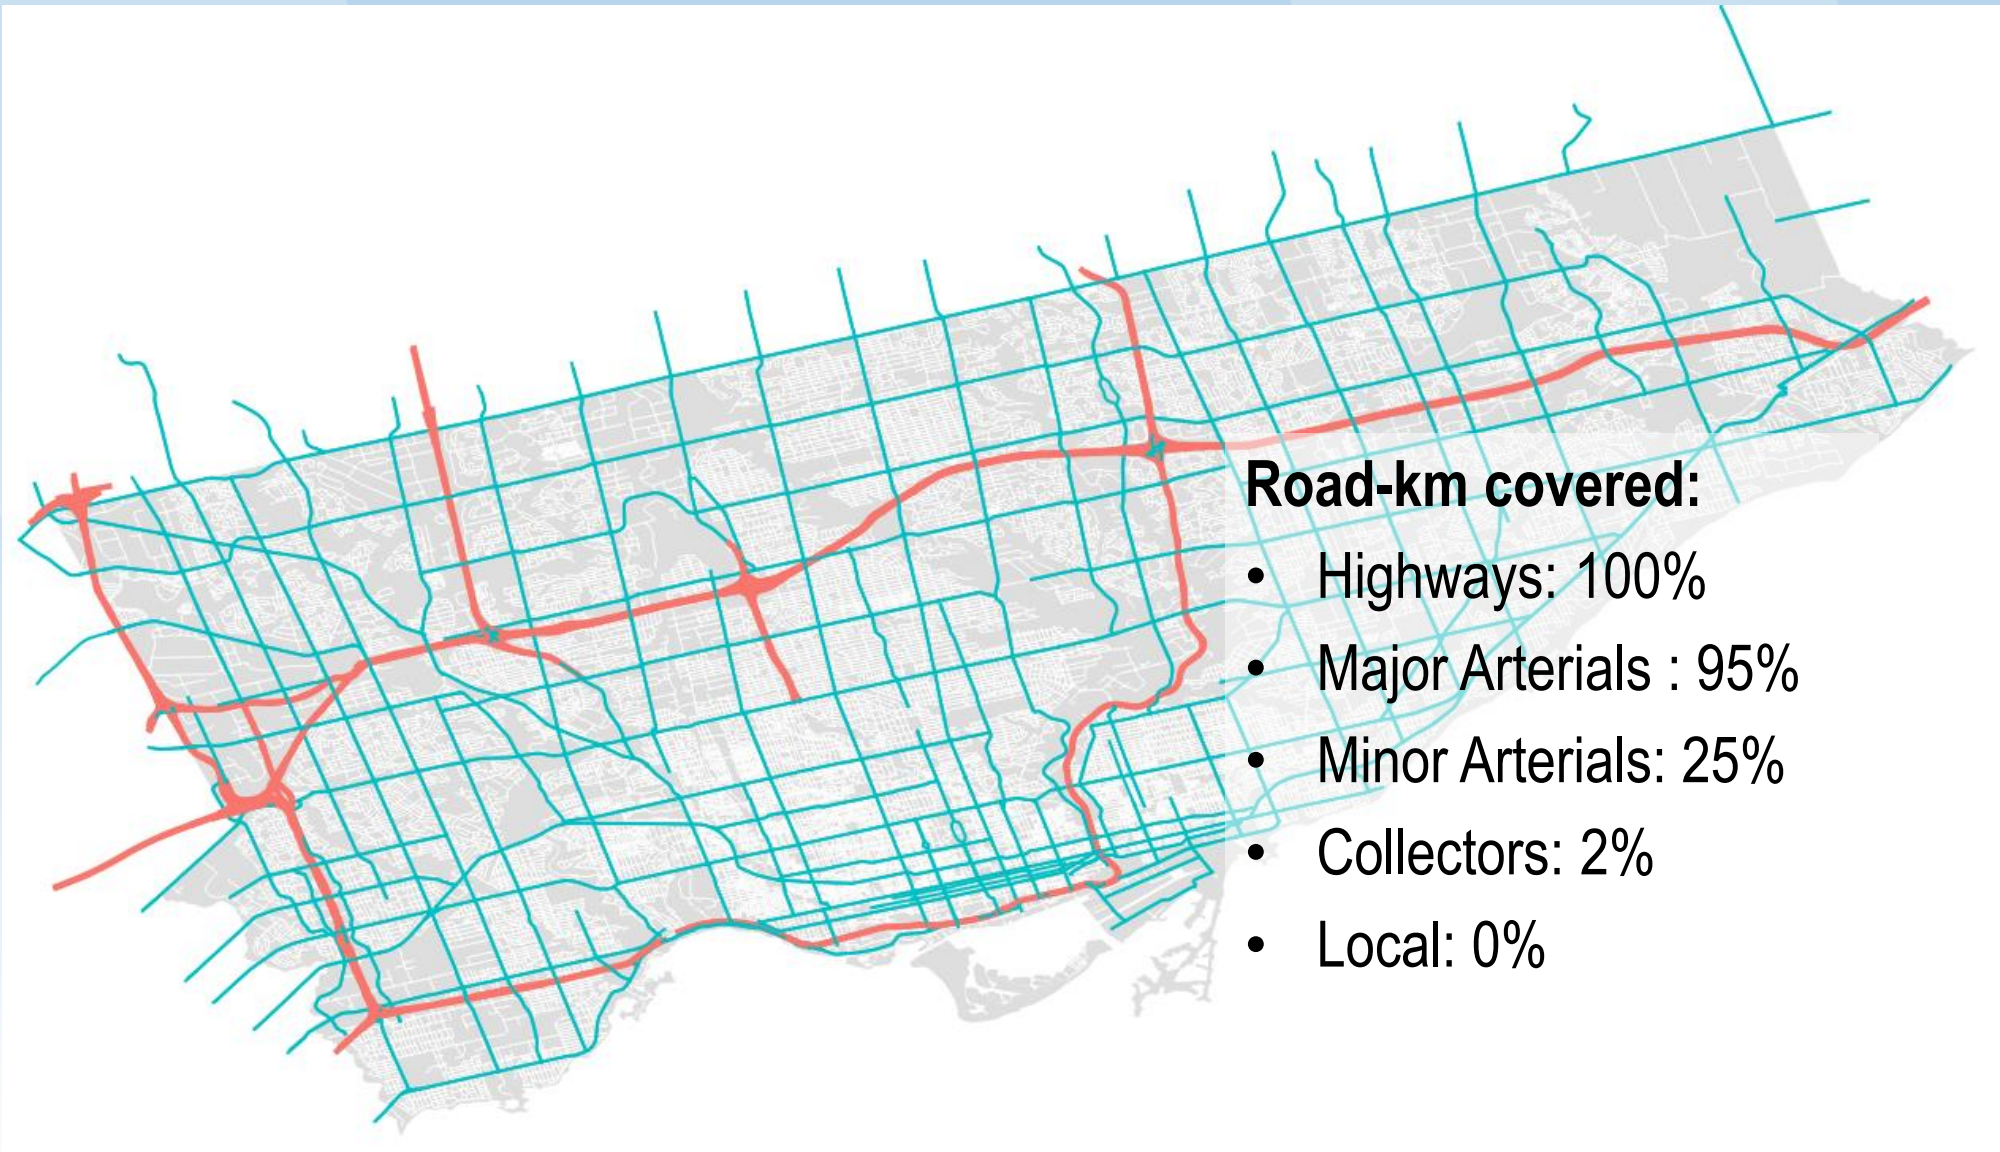 Road-km covered:
• Highways: 100%
• Major Arterials : 95%
• Minor Arterials: 25%
• Collectors: 2%
• Local: 0%